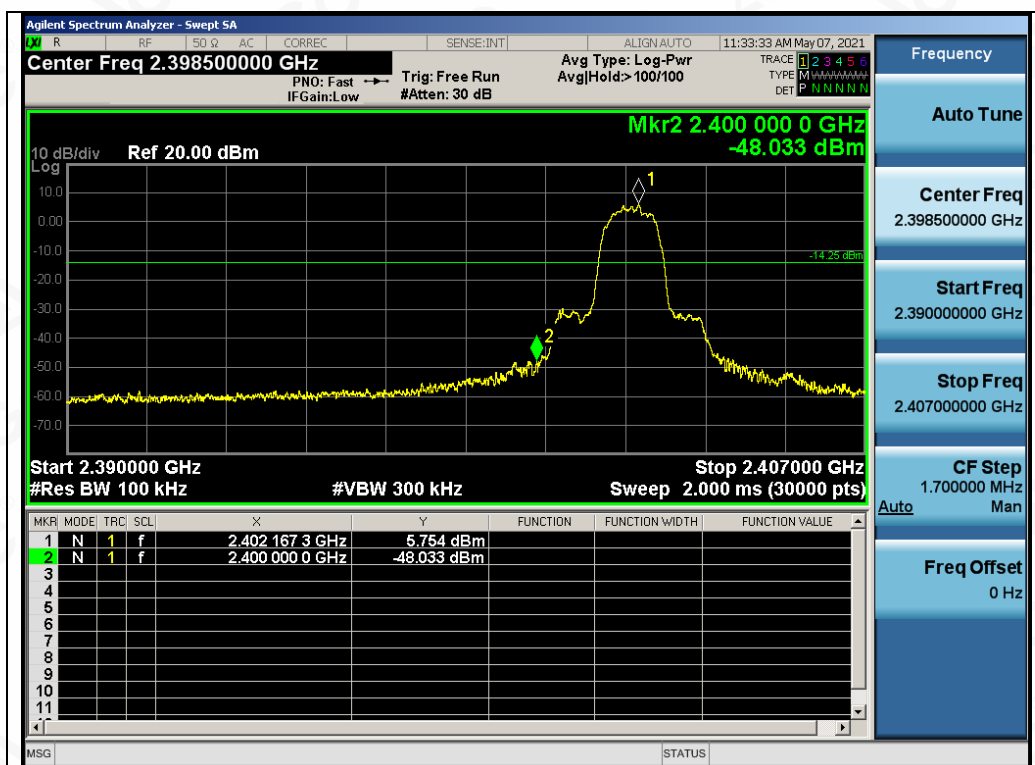 Agilent Spectrum Analyzer - Swept SA
LXI R RF 50 Ω AC CORREC SENSE:INT ALIGN AUTO 11:33:33 AM May 07, 2021
Center Freq 2.398500000 GHz
PNO: Fast
IFGain:Low
Trig: Free Run
#Atten: 30 dB
Avg Type: Log-Pwr
Avg|Hold:>100/100
TRACE 1 2 3 4 5 6
TYPE M
DET P N N N N N
Mkr2 2.400 000 0 GHz
-48.033 dBm
10 dB/div Ref 20.00 dBm
Log
10.0
0.00
-10.0
-20.0
-30.0
-40.0
-50.0
-60.0
-70.0
1
-14.25 dBm
2
Start 2.390000 GHz Stop 2.407000 GHz
#Res BW 100 kHz #VBW 300 kHz Sweep 2.000 ms (30000 pts)
MKR MODE TRC SCL X Y FUNCTION FUNCTION WIDTH FUNCTION VALUE
1 N 1 f 2.402 167 3 GHz 5.754 dBm
2 N 1 f 2.400 000 0 GHz -48.033 dBm
3
4
5
6
7
8
9
10
11
MSG STATUS
Frequency
Auto Tune
Center Freq
2.398500000 GHz
Start Freq
2.390000000 GHz
Stop Freq
2.407000000 GHz
CF Step
1.700000 MHz
Auto Man
Freq Offset
0 Hz